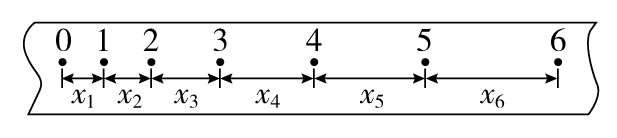 0 1 2 3 4 5 6
x₁ x₂ x₃ x₄ x₅ x₆